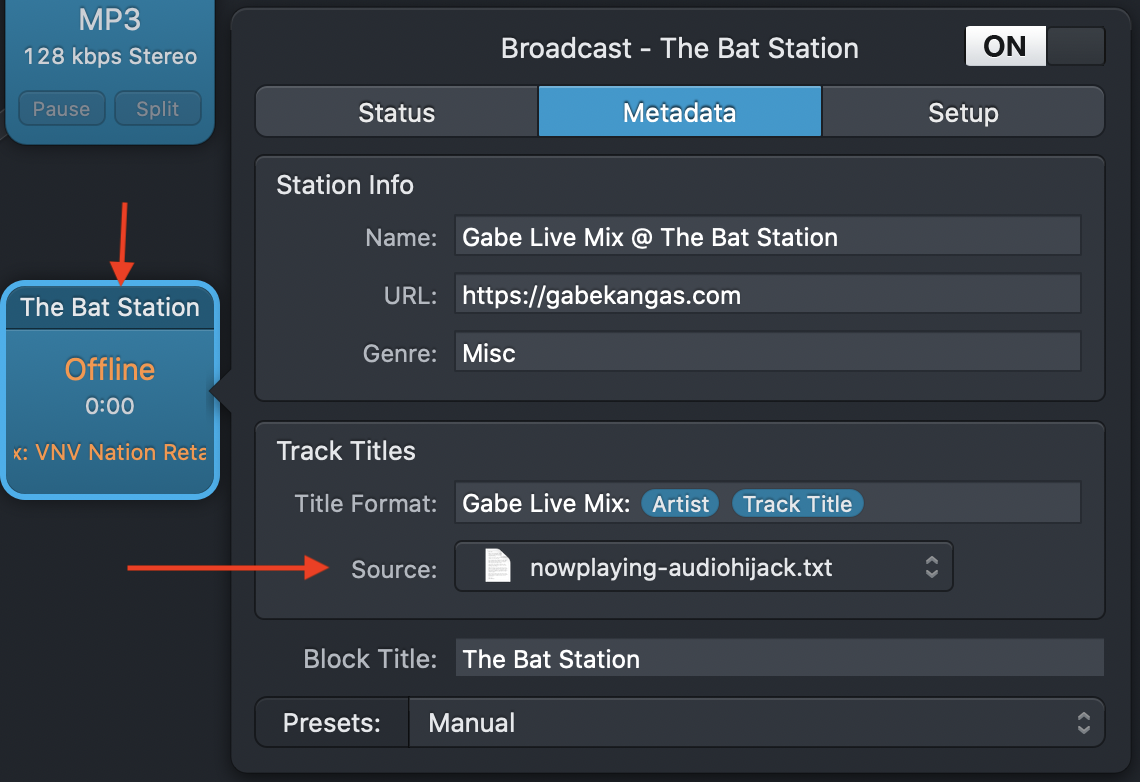 MP3
128 kbps Stereo
Pause Split
The Bat Station
Offline
0:00
x: VNV Nation Reta
Broadcast - The Bat Station
ON
Status Metadata Setup
Station Info
Name: Gabe Live Mix @ The Bat Station
URL: https://gabekangas.com
Genre: Misc
Track Titles
Title Format: Gabe Live Mix: Artist Track Title
Source: nowplaying-audiohijack.txt
Block Title: The Bat Station
Presets: Manual